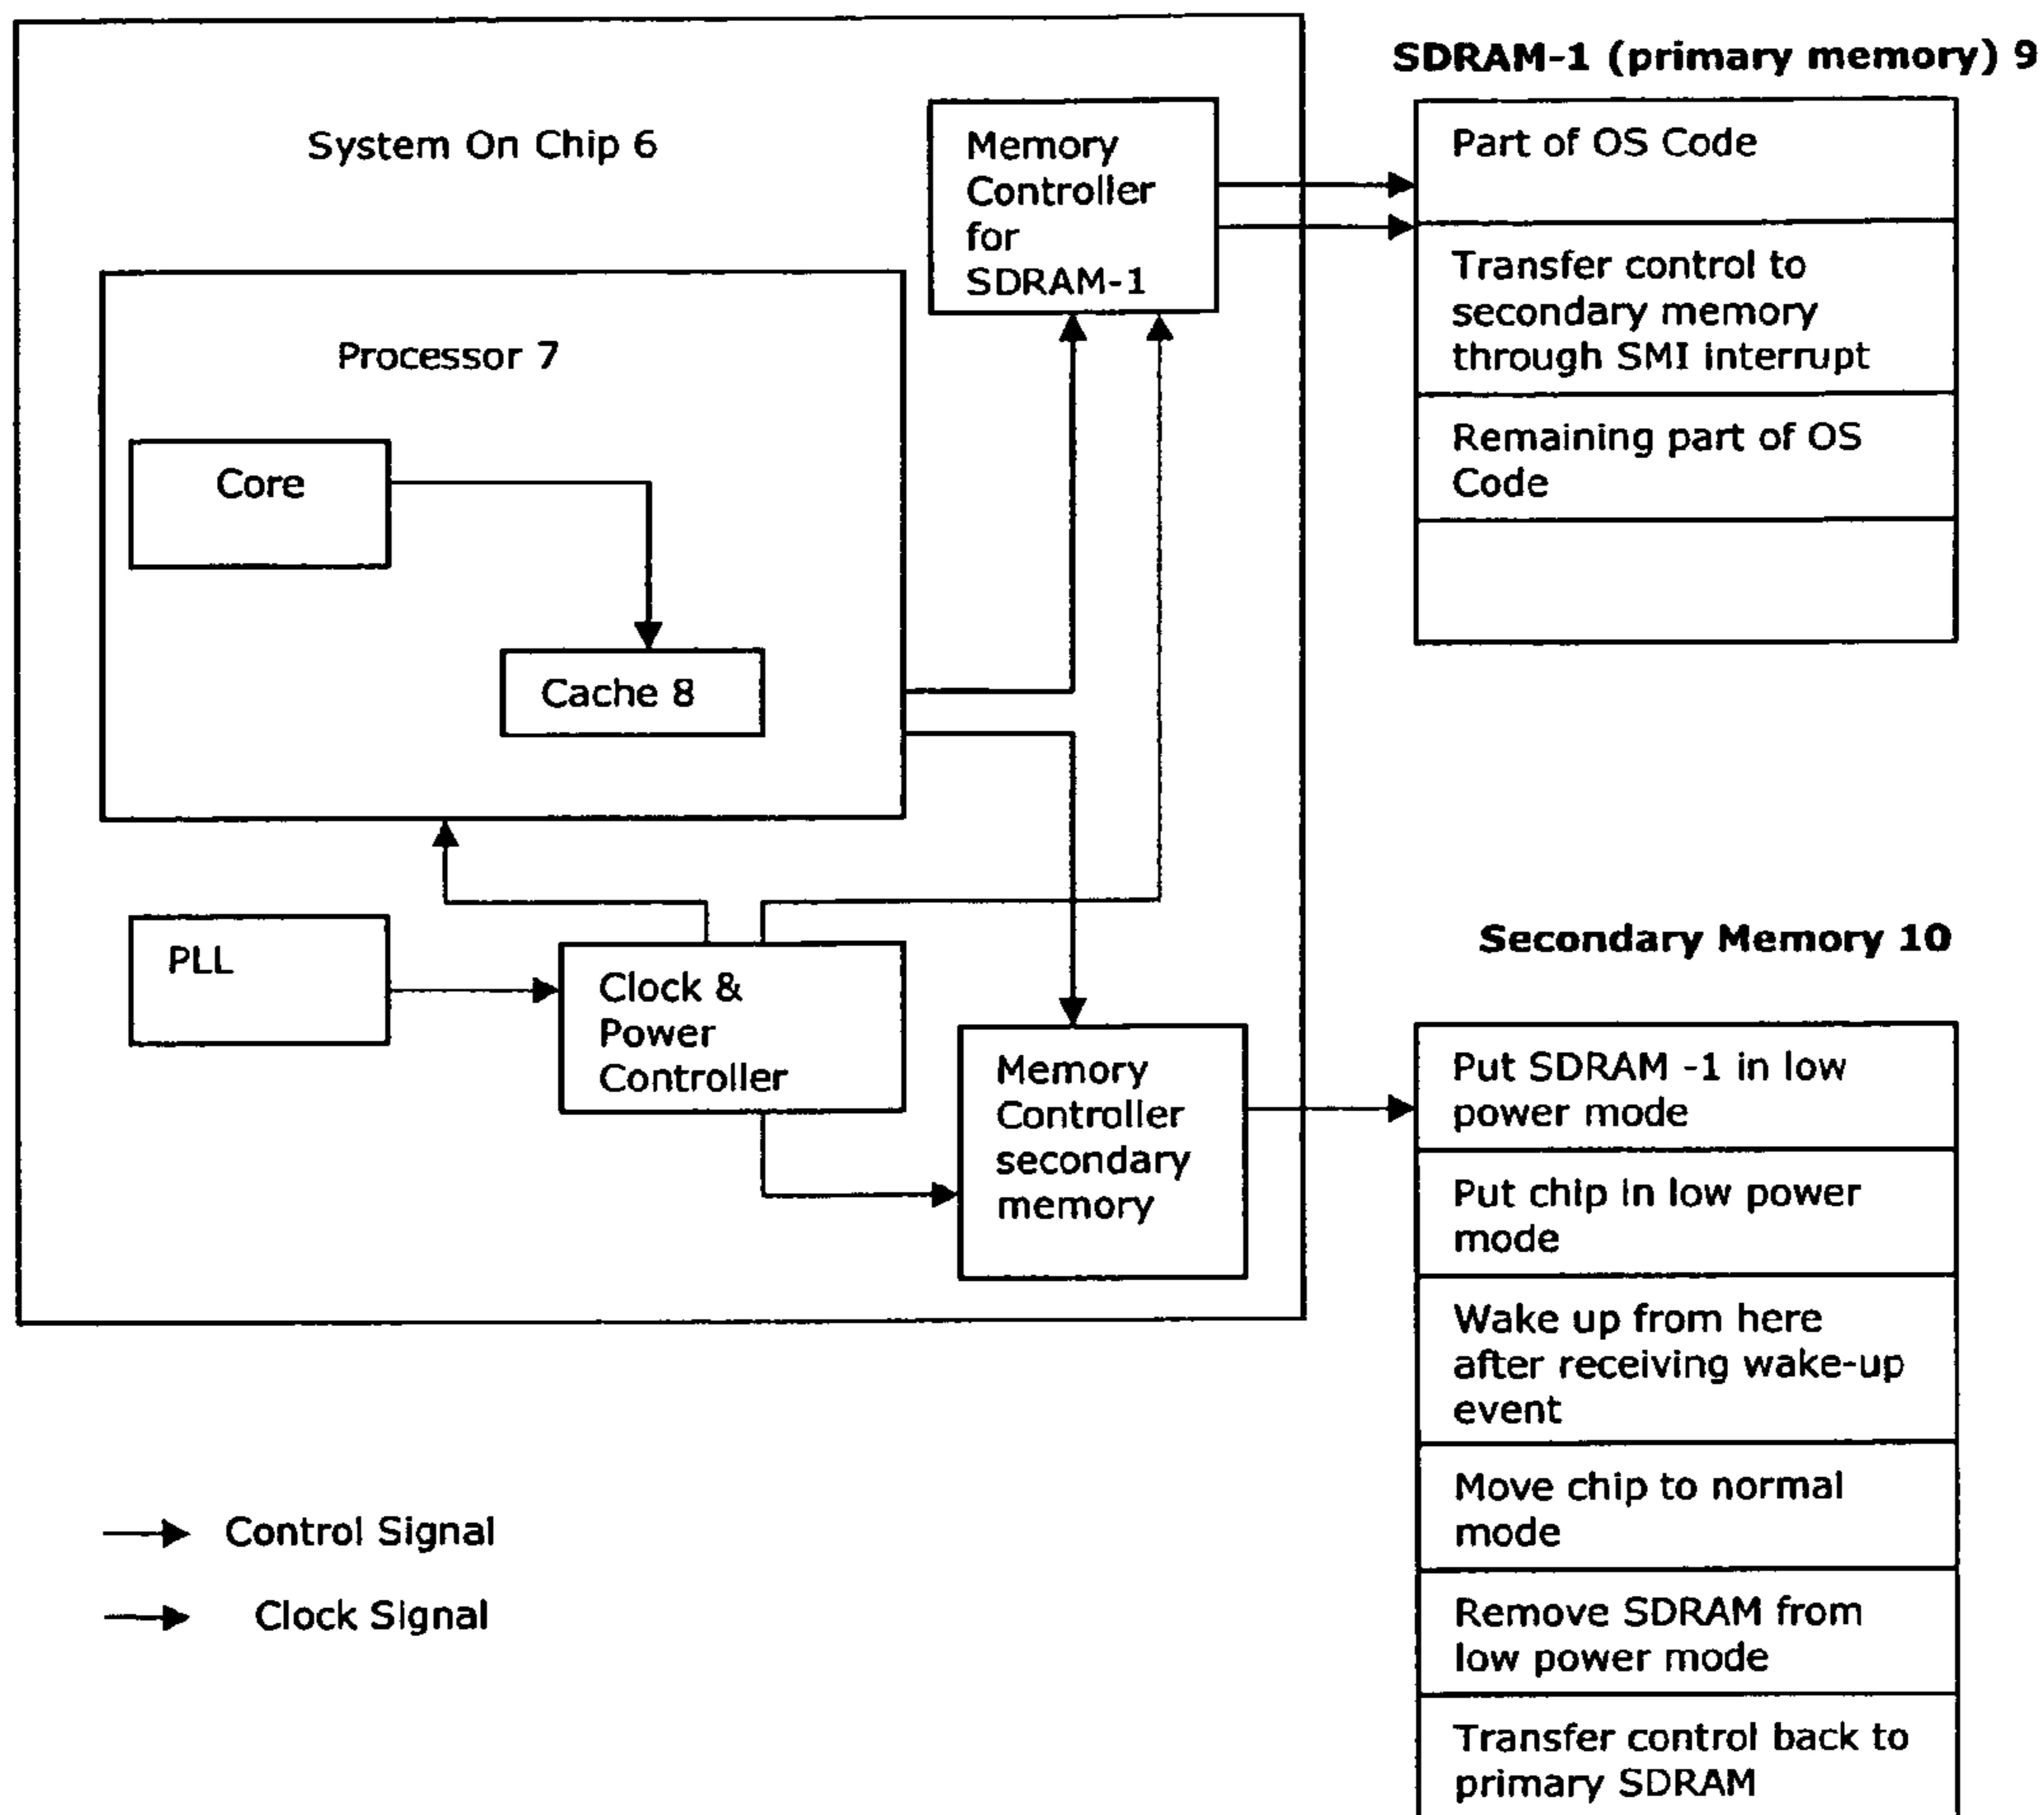 SDRAM-1 (primary memory) 9
System On Chip 6
Memory
Controller
for
SDRAM-1
Part of OS Code
Transfer control to
secondary memory
through SMI interrupt
Remaining part of OS
Code
Processor 7
Core
Cache 8
PLL
Clock &
Power
Controller
Memory
Controller
secondary
memory
Secondary Memory 10
Put SDRAM -1 in low
power mode
Put chip in low power
mode
Wake up from here
after receiving wake-up
event
Move chip to normal
mode
Remove SDRAM from
low power mode
Transfer control back to
primary SDRAM
Control Signal
Clock Signal